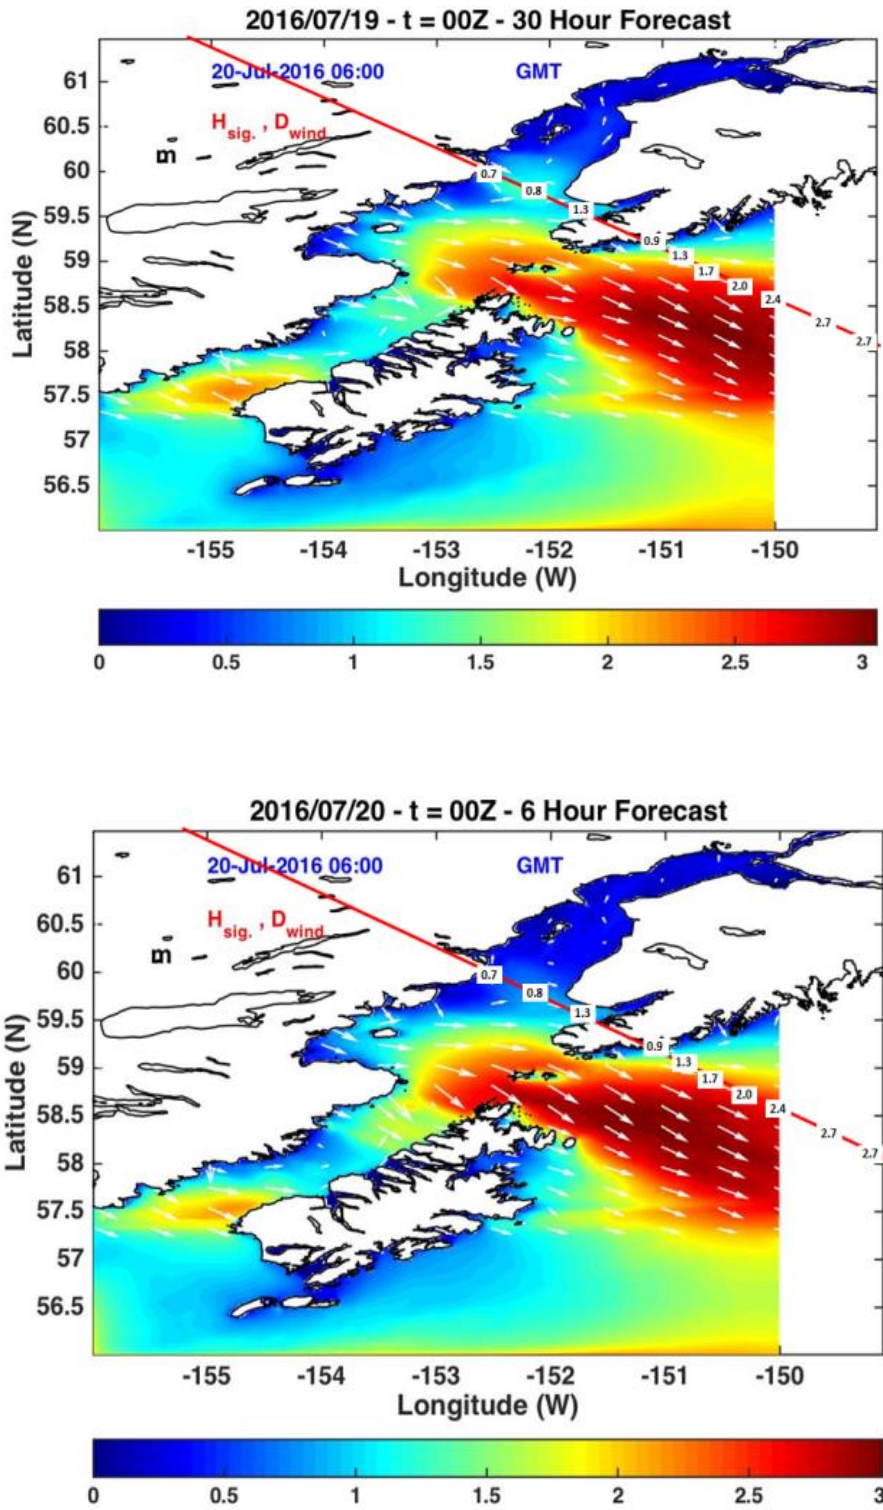 2016/07/19 - t = 00Z - 30 Hour Forecast
20-Jul-2016 06:00 GMT
Hsig. , Dwind
m
61
60.5
60
59.5
59
58.5
58
57.5
57
56.5
Latitude (N)
0.7
0.8
1.3
0.9
1.3
1.7
2.0
2.4
2.7
2.7
-155 -154 -153 -152 -151 -150
Longitude (W)
0 0.5 1 1.5 2 2.5 3
2016/07/20 - t = 00Z - 6 Hour Forecast
20-Jul-2016 06:00 GMT
Hsig. , Dwind
m
61
60.5
60
59.5
59
58.5
58
57.5
57
56.5
Latitude (N)
0.7
0.8
1.3
0.9
1.3
1.7
2.0
2.4
2.7
2.7
-155 -154 -153 -152 -151 -150
Longitude (W)
0 0.5 1 1.5 2 2.5 3